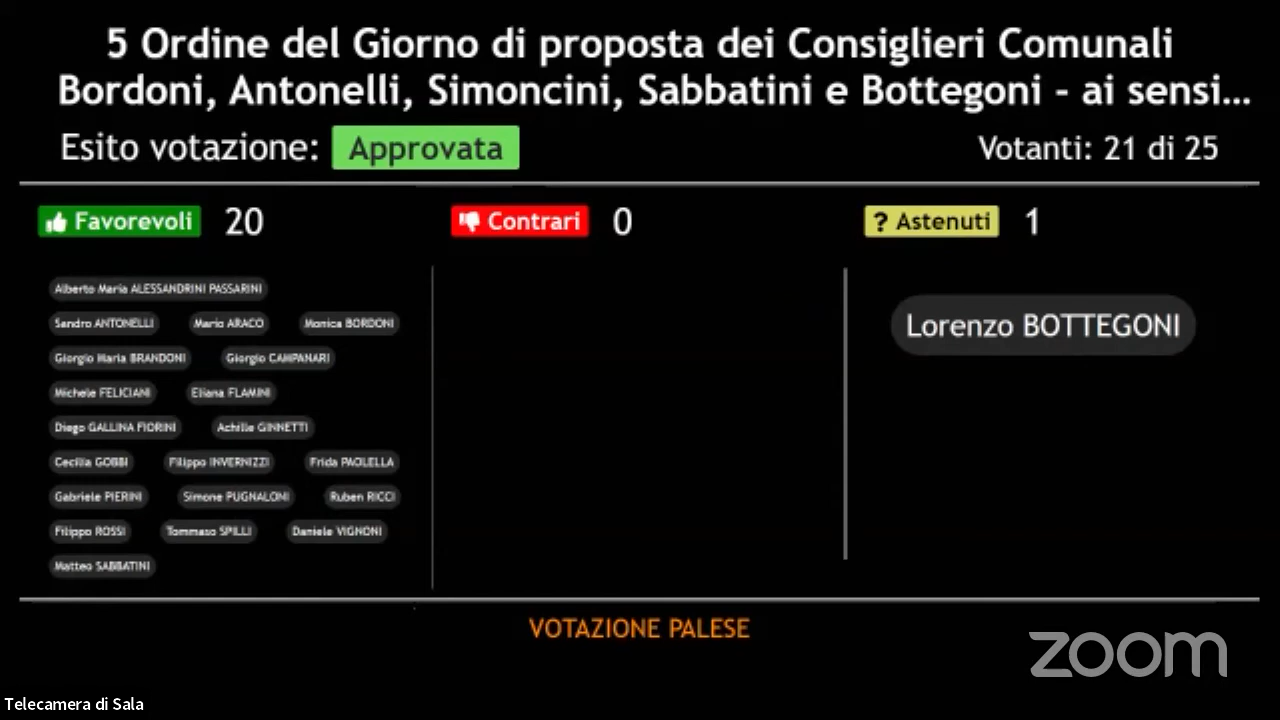 5 Ordine del Giorno di proposta dei Consiglieri Comunali
Bordoni, Antonelli, Simoncini, Sabbatini e Bottegoni - ai sensi...
Esito votazione: Approvata
Votanti: 21 di 25
Favorevoli 20
Contrari 0
? Astenuti 1
Alberto Maria ALESSANDRINI PASSARINI
Sandro ANTONELLI Mario ARACO Monica BORDONI
Giorgio Maria BRANDONI Giorgio CAMPANARI
Michele FELICIANI Eliana FLAMINI
Diego GALLINA FIORINI Achille GINNETTI
Cecilia GOBBI Filippo INVERNIZZI Frida PAOLELLA
Gabriele PIERINI Simone PUGNALONI Ruben RICCI
Filippo ROSSI Tommaso SPILLI Daniele VIGNONI
Matteo SABBATINI
Lorenzo BOTTEGONI
VOTAZIONE PALESE
zoom
Telecamera di Sala